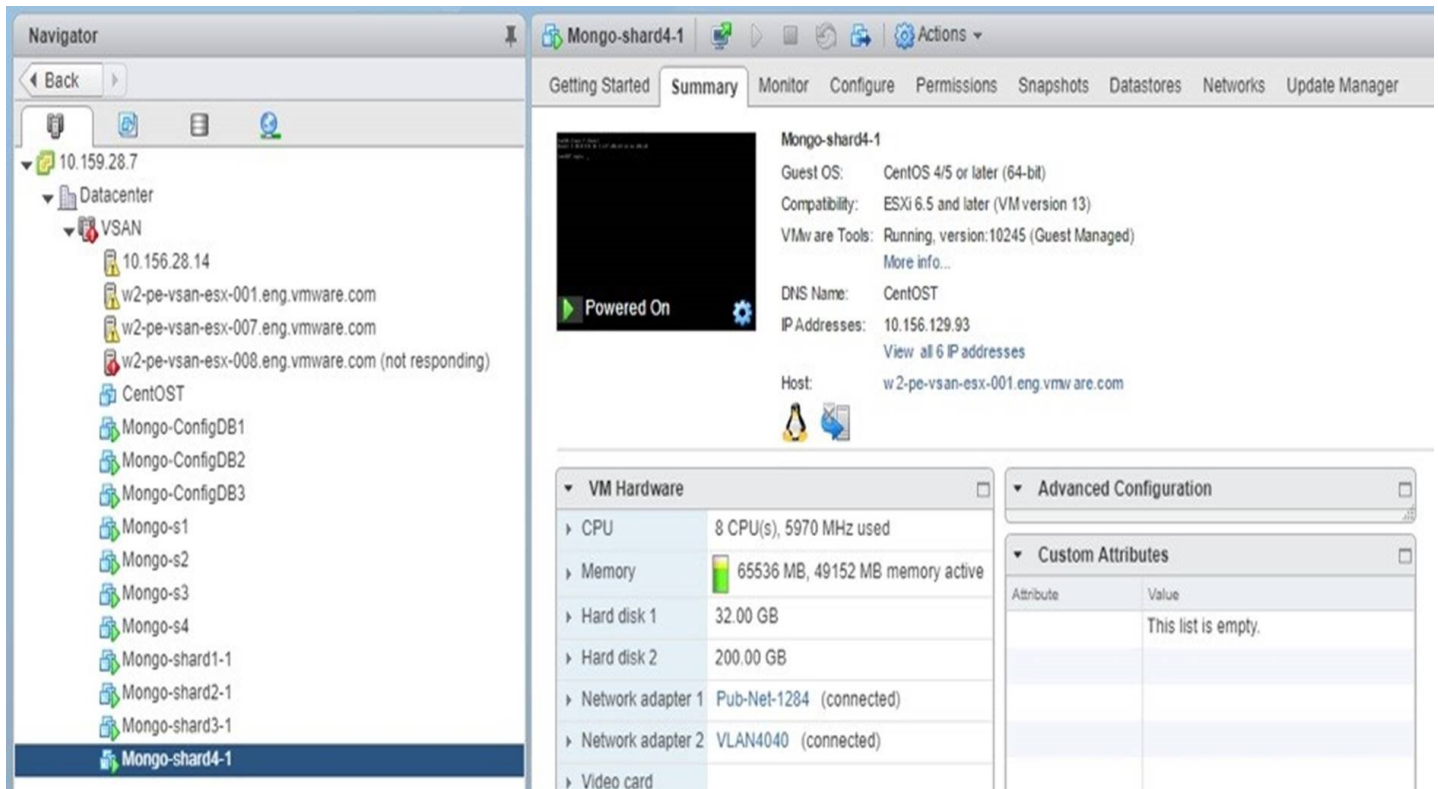 Navigator
Back
10.159.28.7
Datacenter
VSAN
10.156.28.14
w2-pe-vsan-esx-001.eng.vmware.com
w2-pe-vsan-esx-007.eng.vmware.com
w2-pe-vsan-esx-008.eng.vmware.com (not responding)
CentOST
Mongo-ConfigDB1
Mongo-ConfigDB2
Mongo-ConfigDB3
Mongo-s1
Mongo-s2
Mongo-s3
Mongo-s4
Mongo-shard1-1
Mongo-shard2-1
Mongo-shard3-1
Mongo-shard4-1
Mongo-shard4-1 Actions
Getting Started Summary Monitor Configure Permissions Snapshots Datastores Networks Update Manager
Powered On
Mongo-shard4-1
Guest OS: CentOS 4/5 or later (64-bit)
Compatibility: ESXi 6.5 and later (VM version 13)
VMware Tools: Running, version:10245 (Guest Managed)
More info...
DNS Name: CentOST
IP Addresses: 10.156.129.93
View all 6 IP addresses
Host: w2-pe-vsan-esx-001.eng.vmware.com
VM Hardware
CPU 8 CPU(s), 5970 MHz used
Memory 65536 MB, 49152 MB memory active
Hard disk 1 32.00 GB
Hard disk 2 200.00 GB
Network adapter 1 Pub-Net-1284 (connected)
Network adapter 2 VLAN4040 (connected)
Video card
Advanced Configuration
Custom Attributes
Attribute Value
This list is empty.